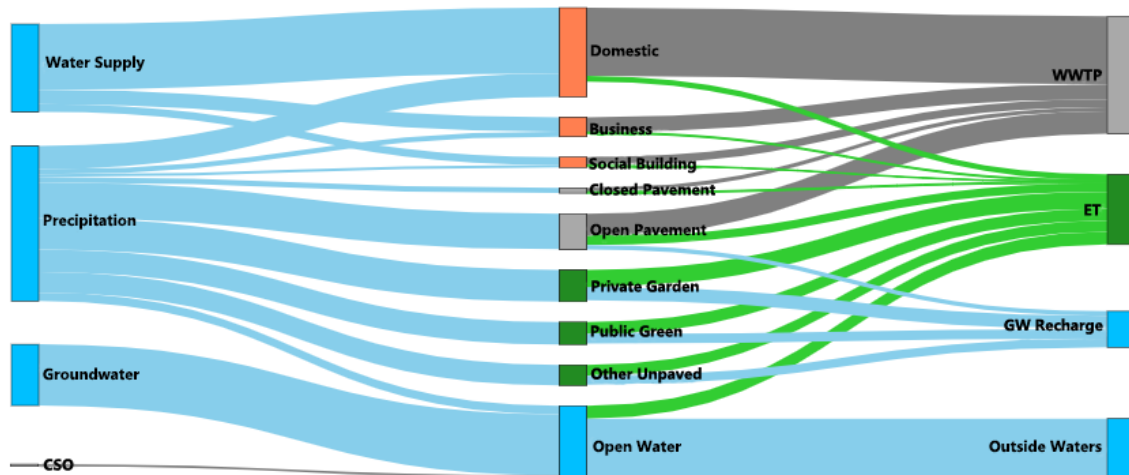 Water Supply
Precipitation
Groundwater
CSO
Domestic
Business
Social Building
Closed Pavement
Open Pavement
Private Garden
Public Green
Other Unpaved
Open Water
WWTP
ET
GW Recharge
Outside Waters